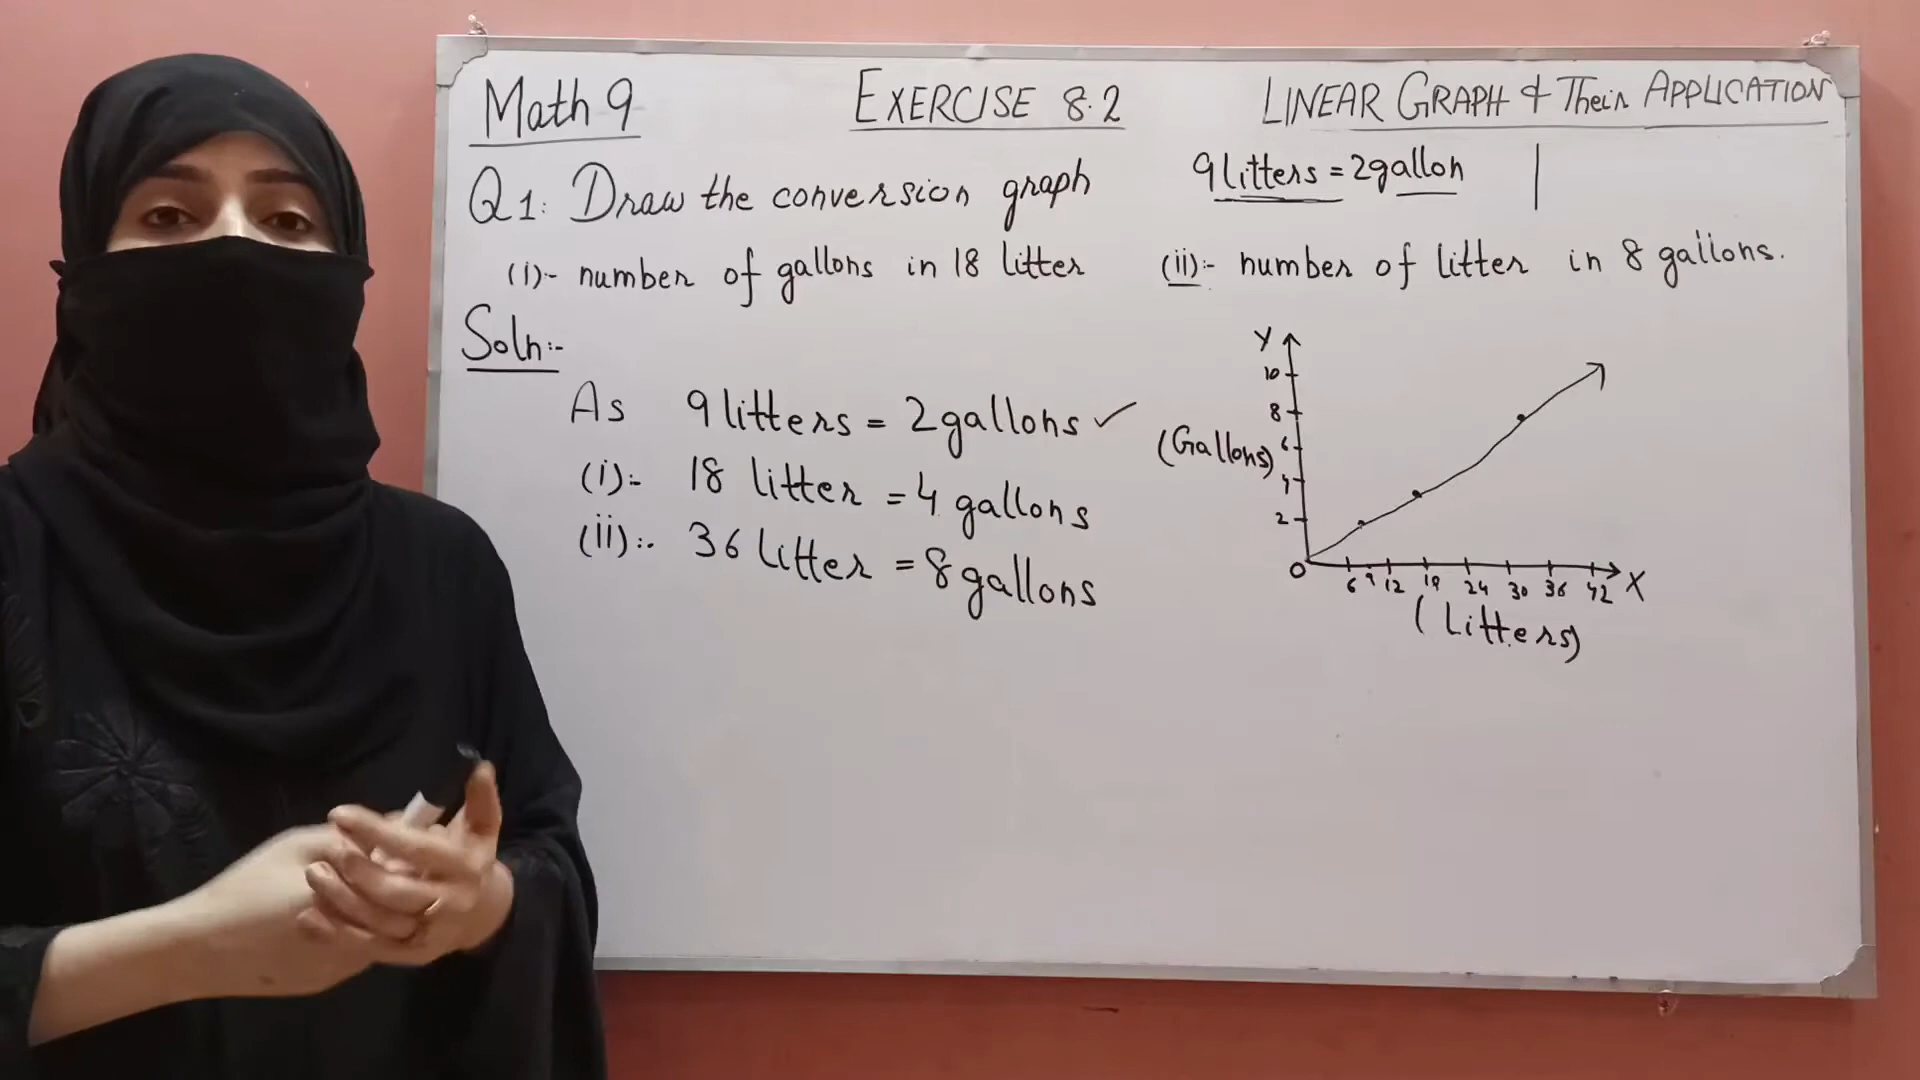 Math 9 EXERCISE 8.2 LINEAR GRAPH & Their APPLICATION
Q1: Draw the conversion graph 9 litters = 2 gallon
(i):- number of gallons in 18 litter (ii):- number of litter in 8 gallons.
Soln:-
As 9 litters = 2 gallons ✓
(i):- 18 litter = 4 gallons
(ii):- 36 litter = 8 gallons
Y
10
8
(Gallons) 6
4
2
0 6 9 12 18 24 30 36 42 X
(Litters)